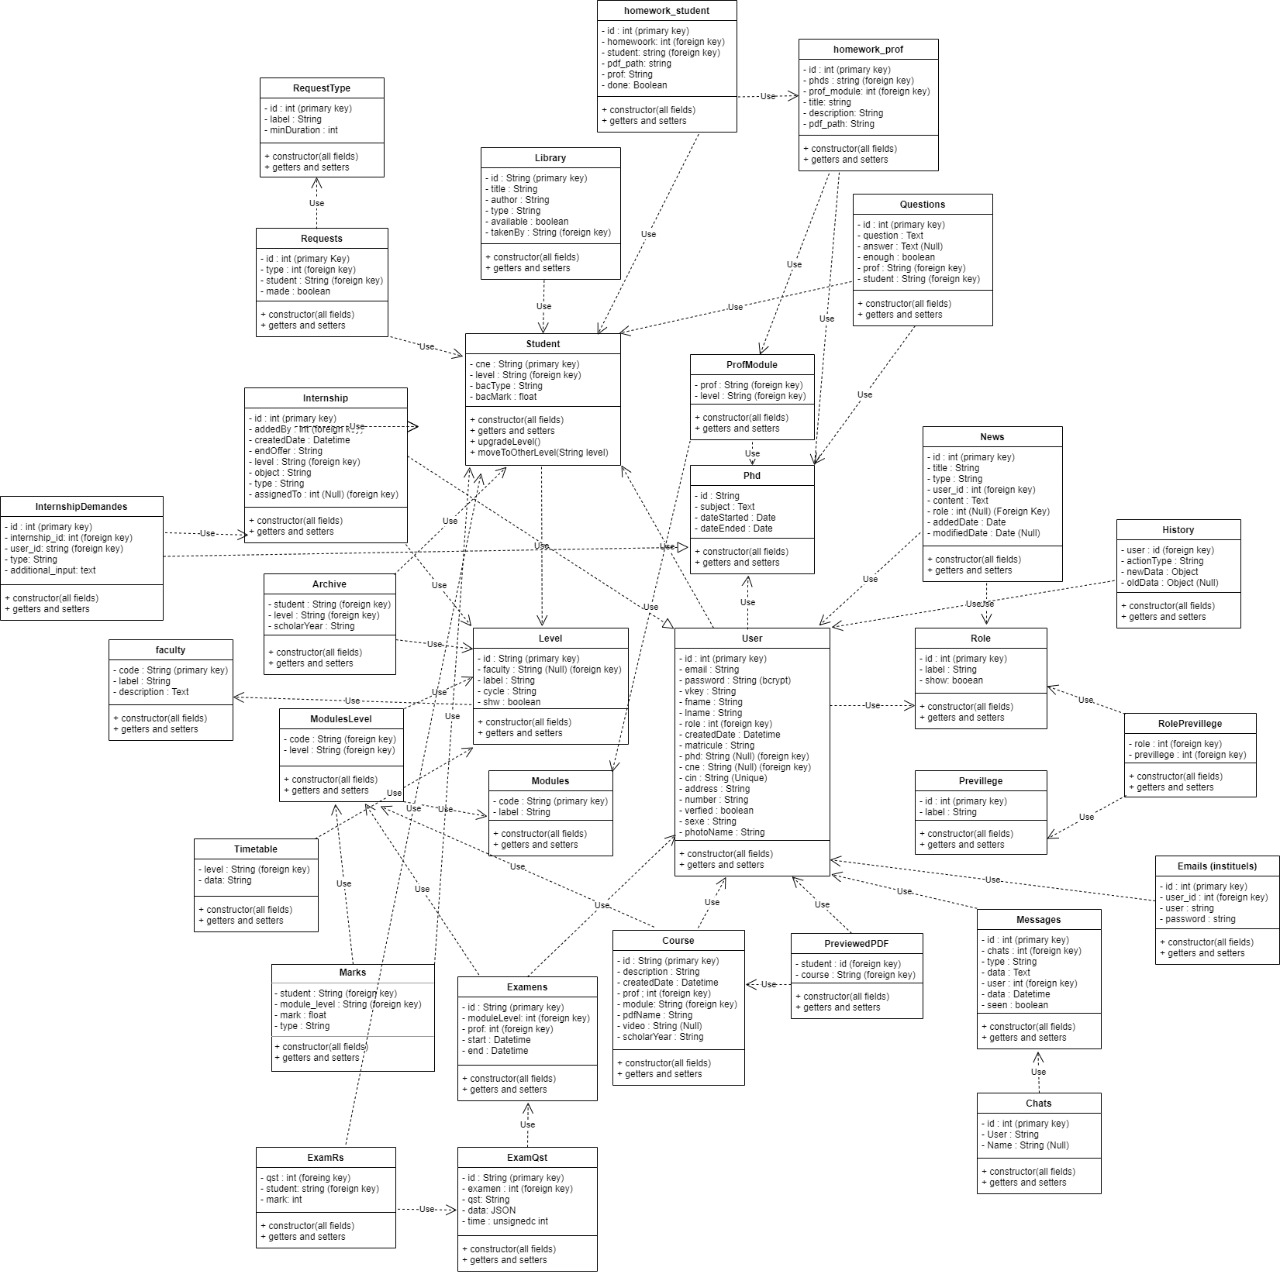 homework_student
- id : int (primary key)
- homewoork: int (foreign key)
- student: string (foreign key)
- pdf_path: string
- prof: String
- done: Boolean
+ constructor(all fields)
+ getters and setters
Use
homework_prof
- id : int (primary key)
- phds : string (foreign key)
- prof_module: int (foreign key)
- title: string
- description: String
- pdf_path: String
+ constructor(all fields)
+ getters and setters
RequestType
- id : int (primary key)
- label : String
- minDuration : int
+ constructor(all fields)
+ getters and setters
Use
Library
- id : String (primary key)
- title : String
- author : String
- type : String
- available : boolean
- takenBy : String (foreign key)
+ constructor(all fields)
+ getters and setters
Use
Use
Use
Questions
- id : int (primary key)
- question : Text
- answer : Text (Null)
- enough : boolean
- prof : String (foreign key)
- student : String (foreign key)
+ constructor(all fields)
+ getters and setters
Use
Use
Use
Requests
- id : int (primary Key)
- type : int (foreign key)
- student : String (foreign key)
- made : boolean
+ constructor(all fields)
+ getters and setters
Use
Student
- cne : String (primary key)
- level : String (foreign key)
- bacType : String
- bacMark : float
+ constructor(all fields)
+ getters and setters
+ upgradeLevel()
+ moveToOtherLevel(String level)
ProfModule
- prof : String (foreign key)
- level : String (foreign key)
+ constructor(all fields)
+ getters and setters
Use
Internship
- id : int (primary key)
- addedBy : int (foreign key)
Use
- createdDate : Datetime
- endOffer : String
- level : String (foreign key)
- object : String
- type : String
- assignedTo : int (Null) (foreign key)
+ constructor(all fields)
+ getters and setters
Phd
- id : String
- subject : Text
- dateStarted : Date
- dateEnded : Date
+ constructor(all fields)
+ getters and setters
Use
News
- id : int (primary key)
- title : String
- type : String
- user_id : int (foreign key)
- content : Text
- role : int (Null) (Foreign Key)
- addedDate : Date
- modifiedDate : Date (Null)
+ constructor(all fields)
+ getters and setters
Use
Use
History
- user : id (foreign key)
- actionType : String
- newData : Object
- oldData : Object (Null)
+ constructor(all fields)
+ getters and setters
Use
InternshipDemandes
- id : int (primary key)
- internship_id: int (foreign key)
- user_id: string (foreign key)
- type: String
- additional_input: text
+ constructor(all fields)
+ getters and setters
Use
Use
Use
Use
Use
Use
Archive
- student : String (foreign key)
- level : String (foreign key)
- scholarYear : String
+ constructor(all fields)
+ getters and setters
Use
faculty
- code : String (primary key)
- label : String
- description : Text
+ constructor(all fields)
+ getters and setters
Use
Level
- id : String (primary key)
- faculty : String (Null) (foreign key)
- label : String
- cycle : String
- shw : boolean
+ constructor(all fields)
+ getters and setters
User
- id : int (primary key)
- email : String
- password : String (bcrypt)
- vkey : String
- fname : String
- lname : String
- role : int (foreign key)
- createdDate : Datetime
- matricule : String
- phd: String (Null) (foreign key)
- cne : String (Null) (foreign key)
- cin : String (Unique)
- address : String
- number : String
- verfied : boolean
- sexe : String
- photoName : String
+ constructor(all fields)
+ getters and setters
Use
Role
- id : int (primary key)
- label : String
- show: booean
+ constructor(all fields)
+ getters and setters
Use
RolePrevillege
- role : int (foreign key)
- previllege : int (foreign key)
+ constructor(all fields)
+ getters and setters
Use
Previllege
- id : int (primary key)
- label : String
+ constructor(all fields)
+ getters and setters
ModulesLevel
- code : String (foreign key)
- level : String (foreign key)
+ constructor(all fields)
+ getters and setters
Use
Use
Use
Use
Use
Modules
- code : String (primary key)
- label : String
+ constructor(all fields)
+ getters and setters
Timetable
- level : String (foreign key)
- data: String
+ constructor(all fields)
+ getters and setters
Use
Use
Use
Use
Use
Use
Use
Use
Emails (instituels)
- id : int (primary key)
- user_id : int (foreign key)
- user : string
- password : string
+ constructor(all fields)
+ getters and setters
Messages
- id : int (primary key)
- chats : int (foreign key)
- type : String
- data : Text
- user : int (foreign key)
- data : Datetime
- seen : boolean
+ constructor(all fields)
+ getters and setters
Use
Course
- id : String (primary key)
- description : String
- createdDate : Datetime
- prof : int (foreign key)
- module: String (foreign key)
- pdfName : String
- video : String (Null)
- scholarYear : String
+ constructor(all fields)
+ getters and setters
Use
PreviewedPDF
- student : id (foreign key)
- course : String (foreign key)
+ constructor(all fields)
+ getters and setters
Marks
- student : String (foreign key)
- module_level : String (foreign key)
- mark : float
- type : String
+ constructor(all fields)
+ getters and setters
Examens
- id : String (primary key)
- moduleLevel: int (foreign key)
- prof: int (foreign key)
- start : Datetime
- end : Datetime
+ constructor(all fields)
+ getters and setters
Use
Chats
- id : int (primary key)
- User : String
- Name : String (Null)
+ constructor(all fields)
+ getters and setters
ExamRs
- qst : int (foreing key)
- student: string (foreign key)
- mark: int
+ constructor(all fields)
+ getters and setters
Use
ExamQst
- id : String (primary key)
- examen : int (foreign key)
- qst: String
- data: JSON
- time : unsignedc int
+ constructor(all fields)
+ getters and setters